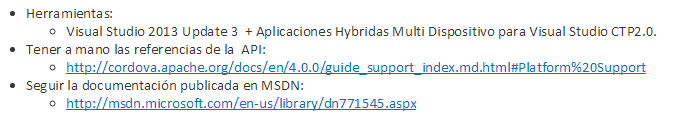 • Herramientas:
o Visual Studio 2013 Update 3 + Aplicaciones Hybridas Multi Dispositivo para Visual Studio CTP2.0.
• Tener a mano las referencias de la API:
o http://cordova.apache.org/docs/en/4.0.0/guide_support_index.md.html#Platform%20Support
• Seguir la documentación publicada en MSDN:
o http://msdn.microsoft.com/en-us/library/dn771545.aspx